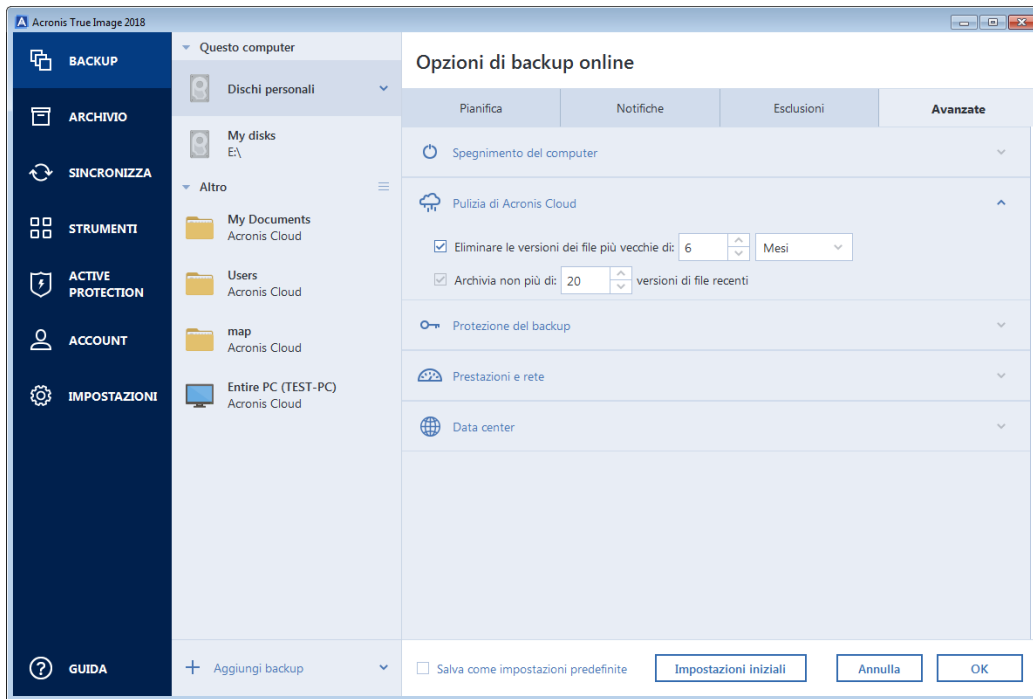 Acronis True Image 2018
BACKUP
ARCHIVIO
SINCRONIZZA
STRUMENTI
ACTIVE
PROTECTION
ACCOUNT
IMPOSTAZIONI
GUIDA
Questo computer
Dischi personali
My disks
E:\
Altro
My Documents
Acronis Cloud
Users
Acronis Cloud
map
Acronis Cloud
Entire PC (TEST-PC)
Acronis Cloud
Aggiungi backup
Opzioni di backup online
Pianifica Notifiche Esclusioni Avanzate
Spegnimento del computer
Pulizia di Acronis Cloud
Eliminare le versioni dei file più vecchie di: 6 Mesi
Archivia non più di: 20 versioni di file recenti
Protezione del backup
Prestazioni e rete
Data center
Salva come impostazioni predefinite Impostazioni iniziali Annulla OK